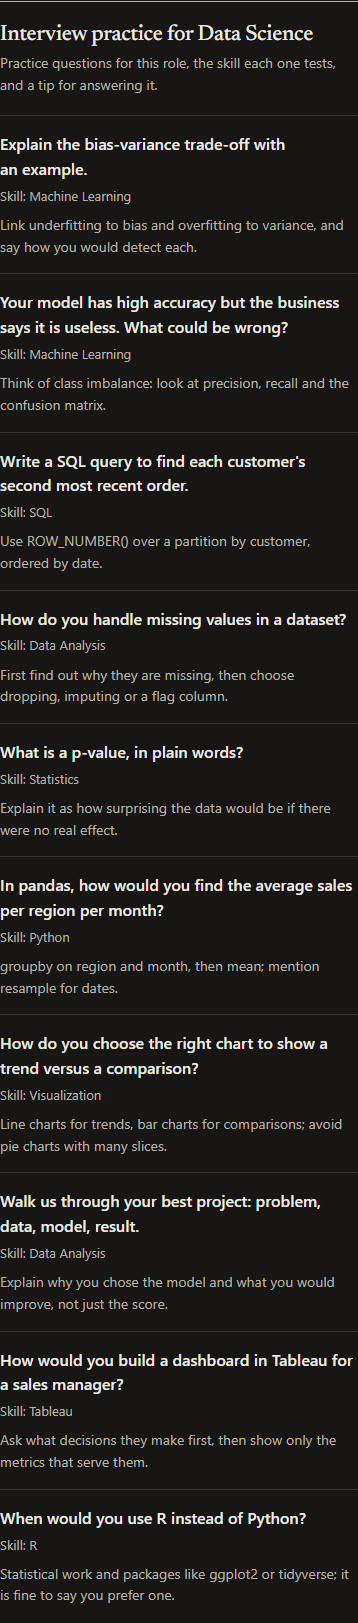 Interview practice for Data Science
Practice questions for this role, the skill each one tests,
and a tip for answering it.
Explain the bias-variance trade-off with
an example.
Skill: Machine Learning
Link underfitting to bias and overfitting to variance, and
say how you would detect each.
Your model has high accuracy but the business
says it is useless. What could be wrong?
Skill: Machine Learning
Think of class imbalance: look at precision, recall and the
confusion matrix.
Write a SQL query to find each customer's
second most recent order.
Skill: SQL
Use ROW_NUMBER() over a partition by customer,
ordered by date.
How do you handle missing values in a dataset?
Skill: Data Analysis
First find out why they are missing, then choose
dropping, imputing or a flag column.
What is a p-value, in plain words?
Skill: Statistics
Explain it as how surprising the data would be if there
were no real effect.
In pandas, how would you find the average sales
per region per month?
Skill: Python
groupby on region and month, then mean; mention
resample for dates.
How do you choose the right chart to show a
trend versus a comparison?
Skill: Visualization
Line charts for trends, bar charts for comparisons; avoid
pie charts with many slices.
Walk us through your best project: problem,
data, model, result.
Skill: Data Analysis
Explain why you chose the model and what you would
improve, not just the score.
How would you build a dashboard in Tableau for
a sales manager?
Skill: Tableau
Ask what decisions they make first, then show only the
metrics that serve them.
When would you use R instead of Python?
Skill: R
Statistical work and packages like ggplot2 or tidyverse; it
is fine to say you prefer one.